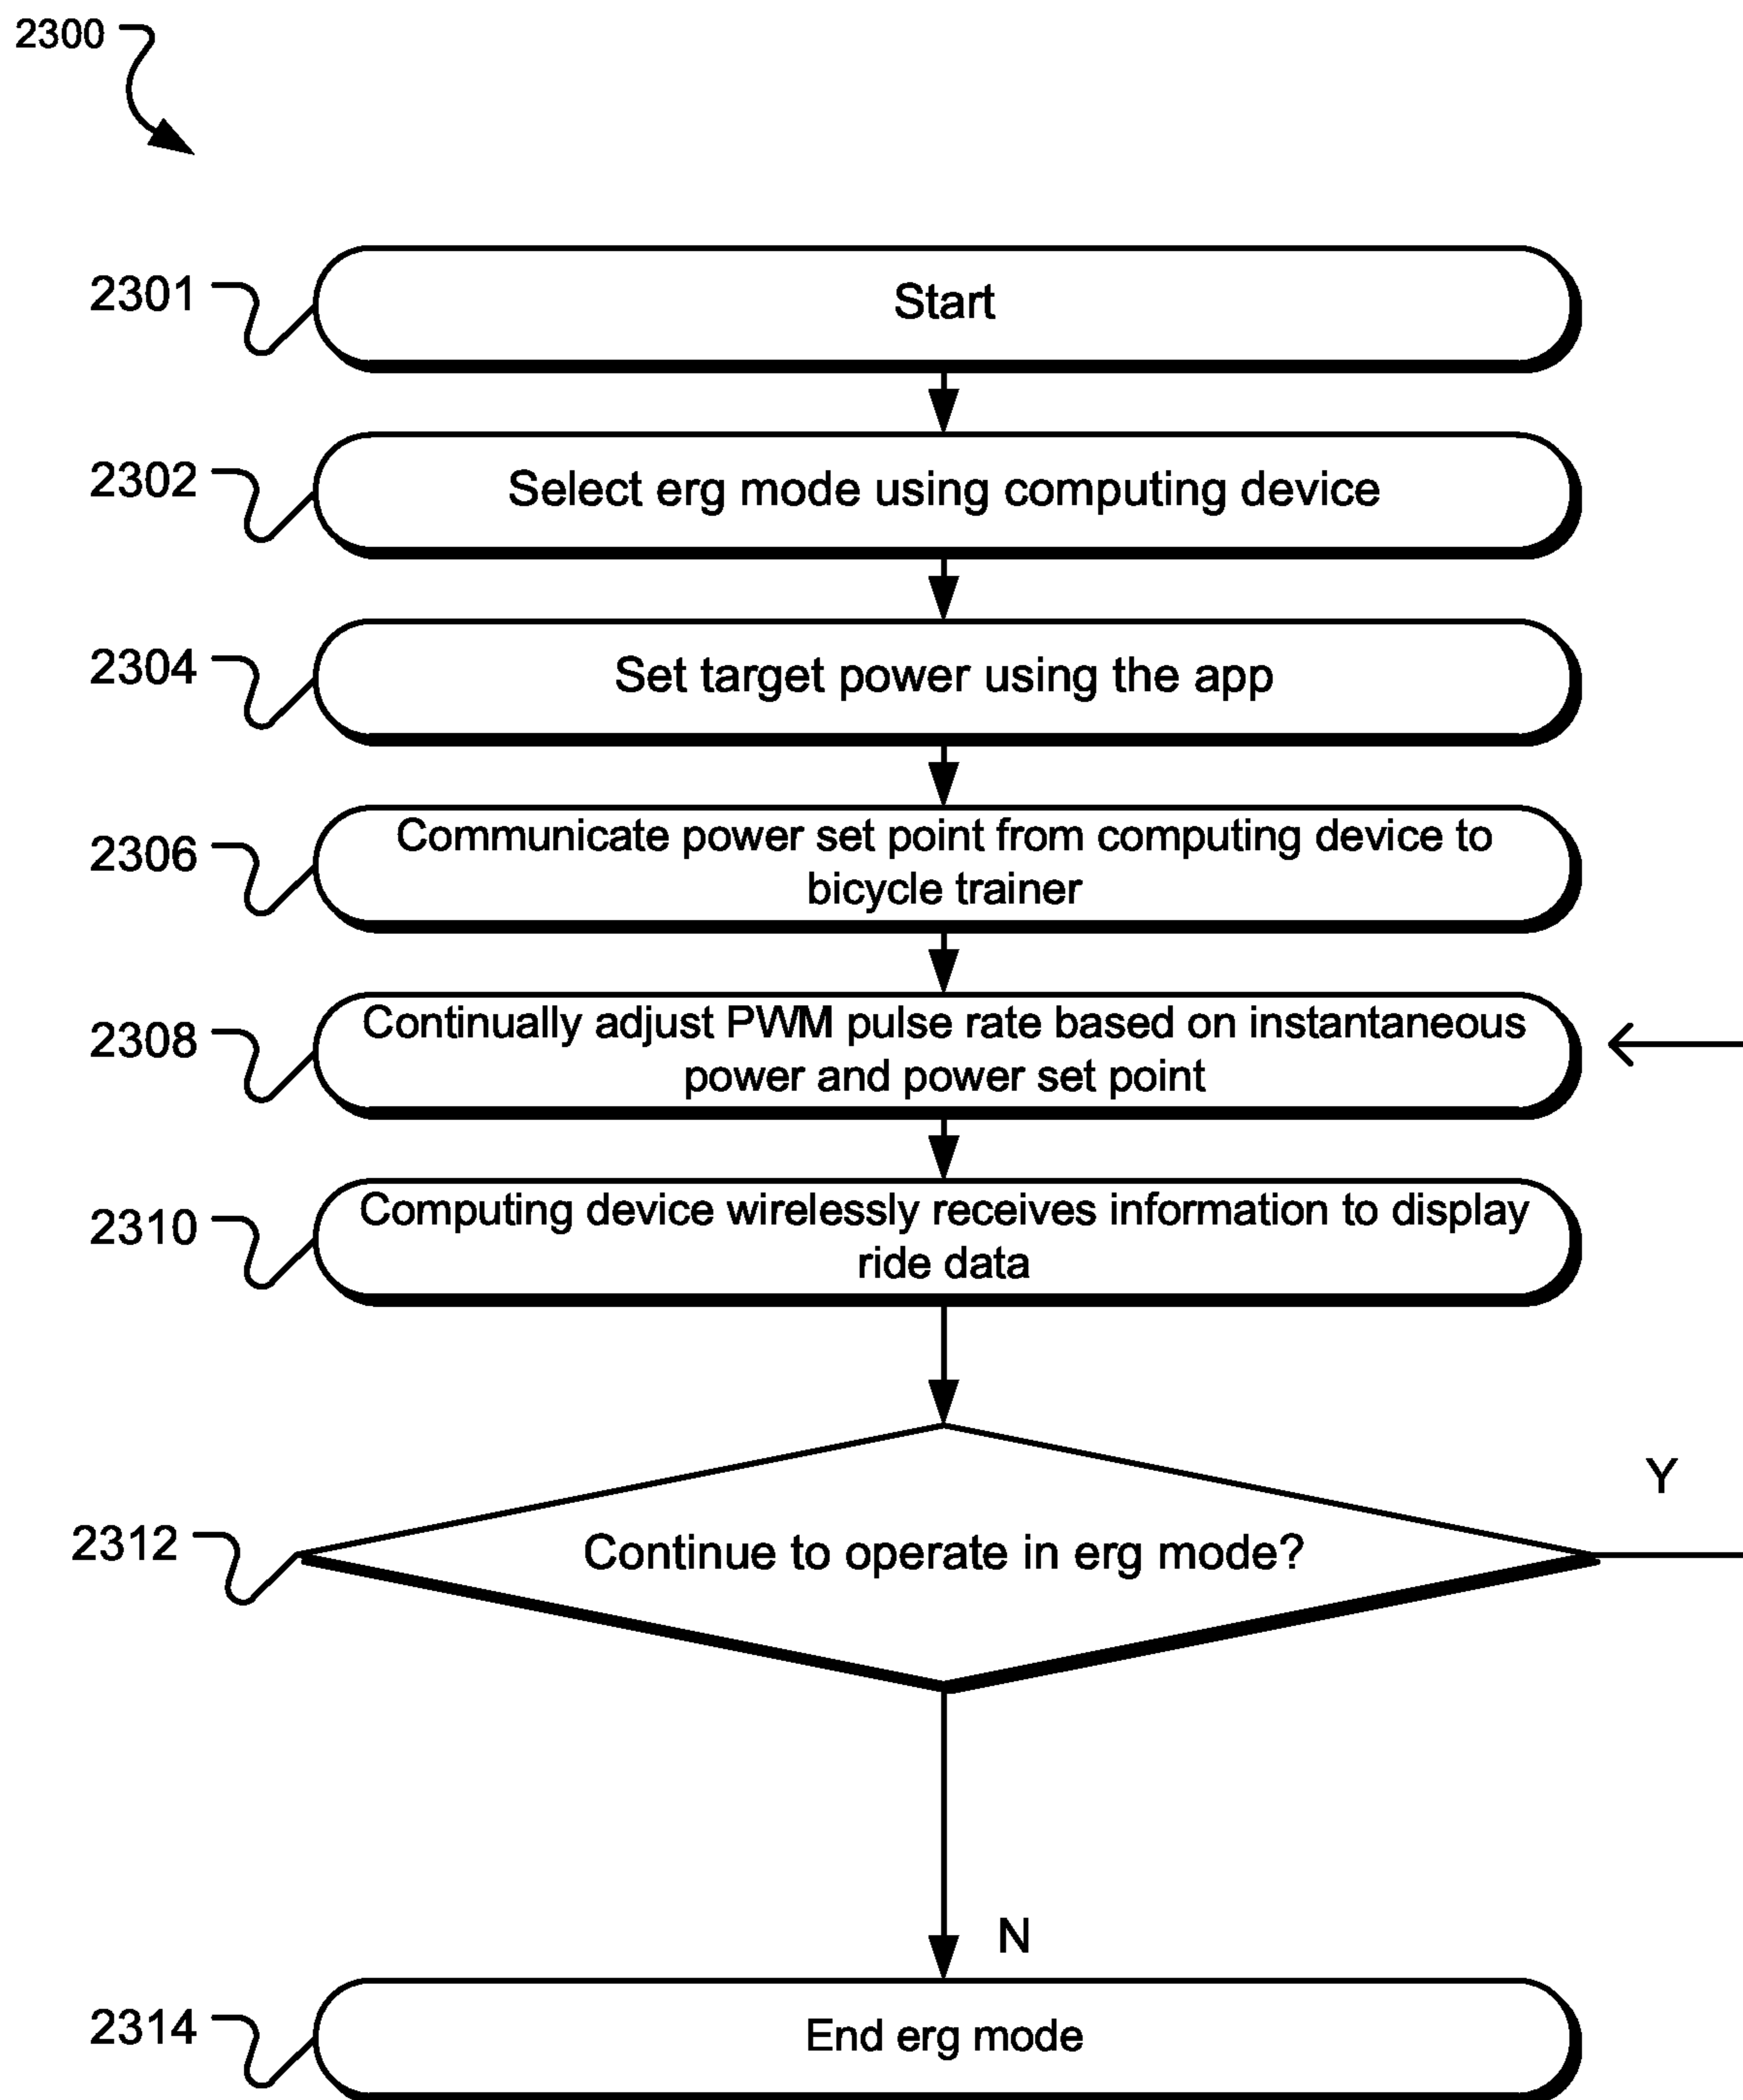 2300
2301
Start
2302
Select erg mode using computing device
2304
Set target power using the app
2306
Communicate power set point from computing device to
bicycle trainer
2308
Continually adjust PWM pulse rate based on instantaneous
power and power set point
2310
Computing device wirelessly receives information to display
ride data
Y
2312
Continue to operate in erg mode?
N
2314
End erg mode